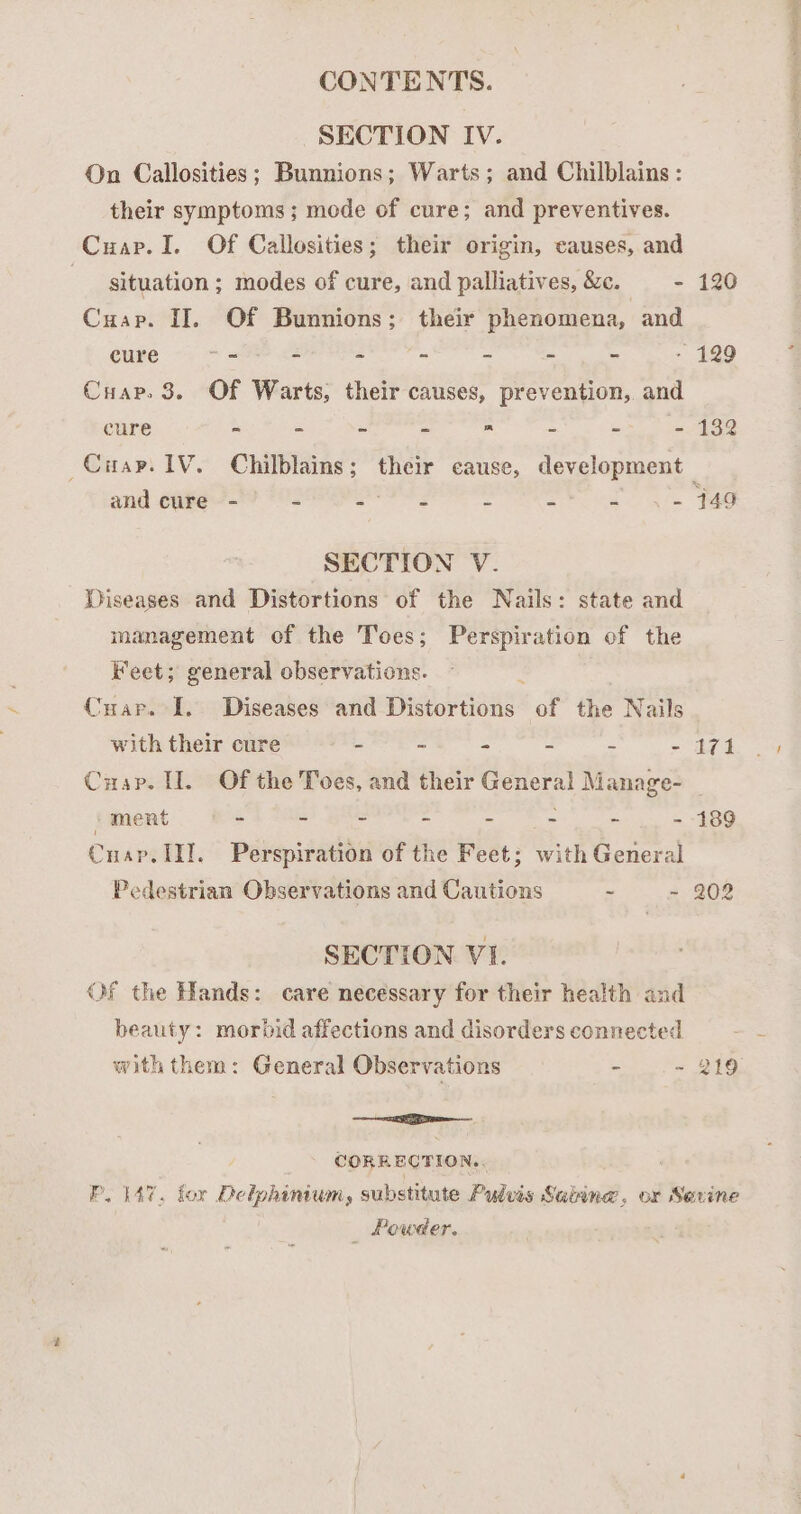 CONTENTS.
SECTION IV.
On Callosities; Bunnions; Warts; and Chilblains:
their symptoms; mode of cure; and preventives.
Chap. I. Of Callosities; their origin, causes, and
situation; modes of cure, and palliatives, &c. - 120
Chap. II. Of Bunnions; their phenomena, and
cure - - - - - - - - 129
Chap. 3. Of Warts, their causes, prevention, and
cure - - - - - - - - 132
Chap. IV. Chilblains; their cause, development
and cure - - - - - - - - 149
SECTION V.
Diseases and Distortions of the Nails: state and
management of the Toes; Perspiration of the
Feet; general observations.
Chap. I. Diseases and Distortions of the Nails
with their cure - - - - - - 171
Chap. II. Of the Toes, and their General Manage-
ment - - - - - - - - 189
Chap. III. Perspiration of the Feet; with General
Pedestrian Observations and Cautions - - 202
SECTION VI.
Of the Hands: care necessary for their health and
beauty: morbid affections and disorders connected
with them: General Observations - - 219
CORRECTION.
P. 147, for Delphinium, substitute Pulvis Sabinæ, or Savine
Powder.